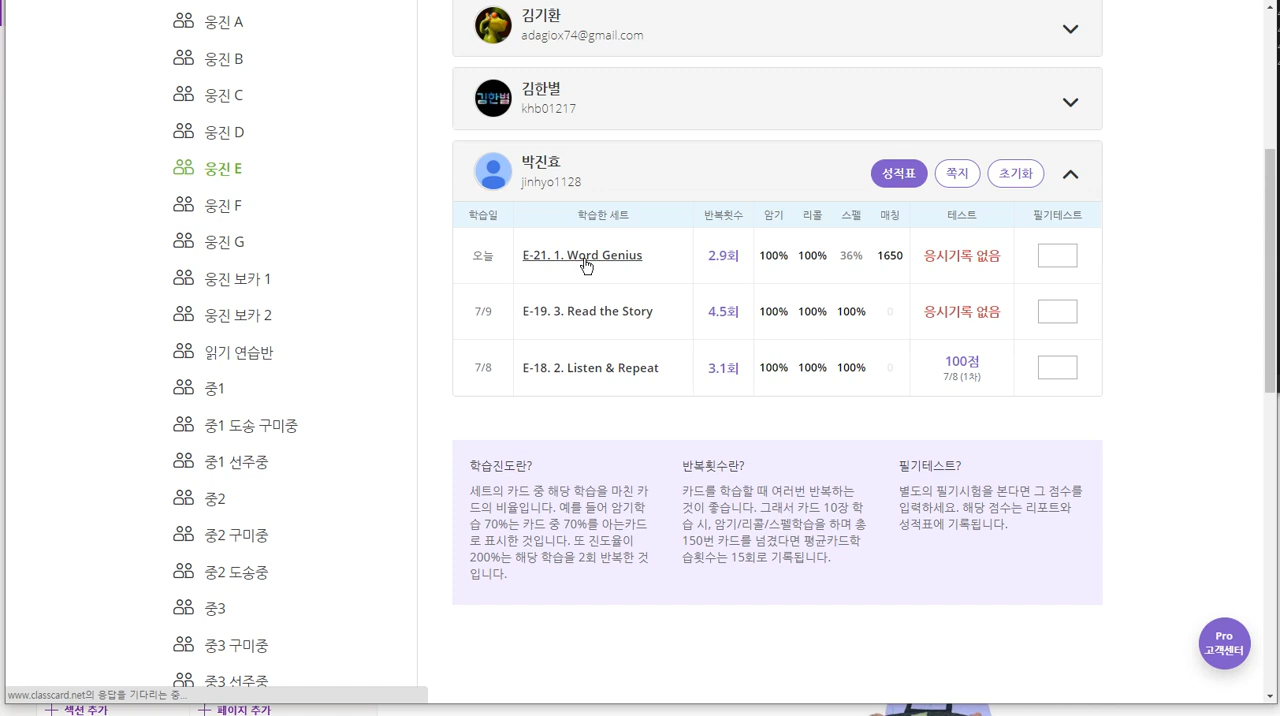 웅진 A
웅진 B
웅진 C
웅진 D
웅진 E
웅진 F
웅진 G
웅진 보카 1
웅진 보카 2
읽기 연습반
중1
중1 도송 구미중
중1 선주중
중2
중2 구미중
중2 도송중
중3
중3 구미중
중3 선주중
김기환
adagiox74@gmail.com
김한별
김한별
khb01217
박진효
jinhyo1128
성적표 쪽지 초기화
학습일 학습한 세트 반복횟수 암기 리콜 스펠 매칭 테스트 필기테스트
오늘 E-21. 1. Word Genius 2.9회 100% 100% 36% 1650 응시기록 없음
7/9 E-19. 3. Read the Story 4.5회 100% 100% 100% 0 응시기록 없음
7/8 E-18. 2. Listen & Repeat 3.1회 100% 100% 100% 0 100점
7/8 (1차)
학습진도란?
세트의 카드 중 해당 학습을 마친 카
드의 비율입니다. 예를 들어 암기학
습 70%는 카드 중 70%를 아는카드
로 표시한 것입니다. 또 진도율이
200%는 해당 학습을 2회 반복한 것
입니다.
반복횟수란?
카드를 학습할 때 여러번 반복하는
것이 좋습니다. 그래서 카드 10장 학
습 시, 암기/리콜/스펠학습을 하며 총
150번 카드를 넘겼다면 평균카드학
습횟수는 15회로 기록됩니다.
필기테스트?
별도의 필기시험을 본다면 그 점수를
입력하세요. 해당 점수는 리포트와
성적표에 기록됩니다.
Pro
고객센터
www.classcard.net의 응답을 기다리는 중...
섹션 추가 페이지 추가